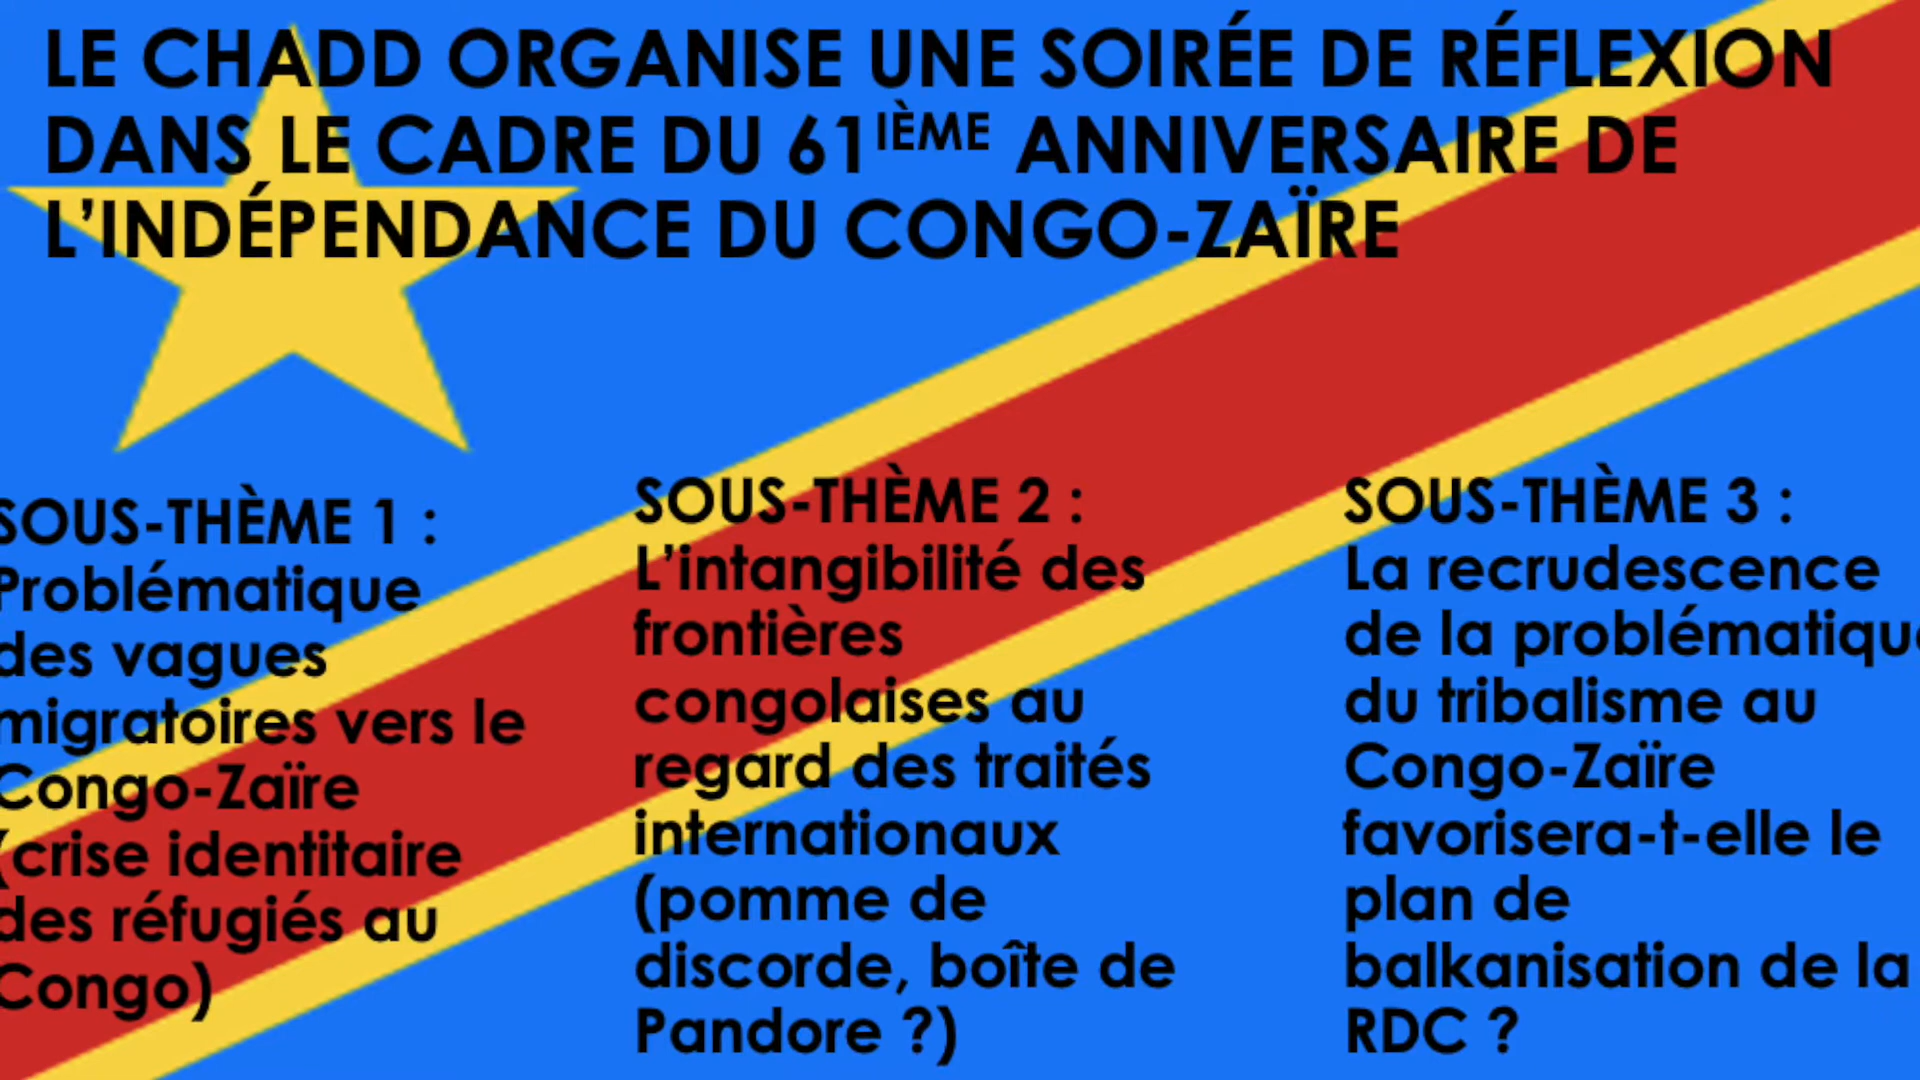 LE CHADD ORGANISE UNE SOIRÉE DE RÉFLEXION
DANS LE CADRE DU 61IÈME ANNIVERSAIRE DE
L'INDÉPENDANCE DU CONGO-ZAÏRE
SOUS-THÈME 1 :
Problématique
des vagues
migratoires vers le
Congo-Zaïre
(crise identitaire
des réfugiés au
Congo)
SOUS-THÈME 2 :
L'intangibilité des
frontières
congolaises au
regard des traités
internationaux
(pomme de
discorde, boîte de
Pandore ?)
SOUS-THÈME 3 :
La recrudescence
de la problématique
du tribalisme au
Congo-Zaïre
favorisera-t-elle le
plan de
balkanisation de la
RDC ?